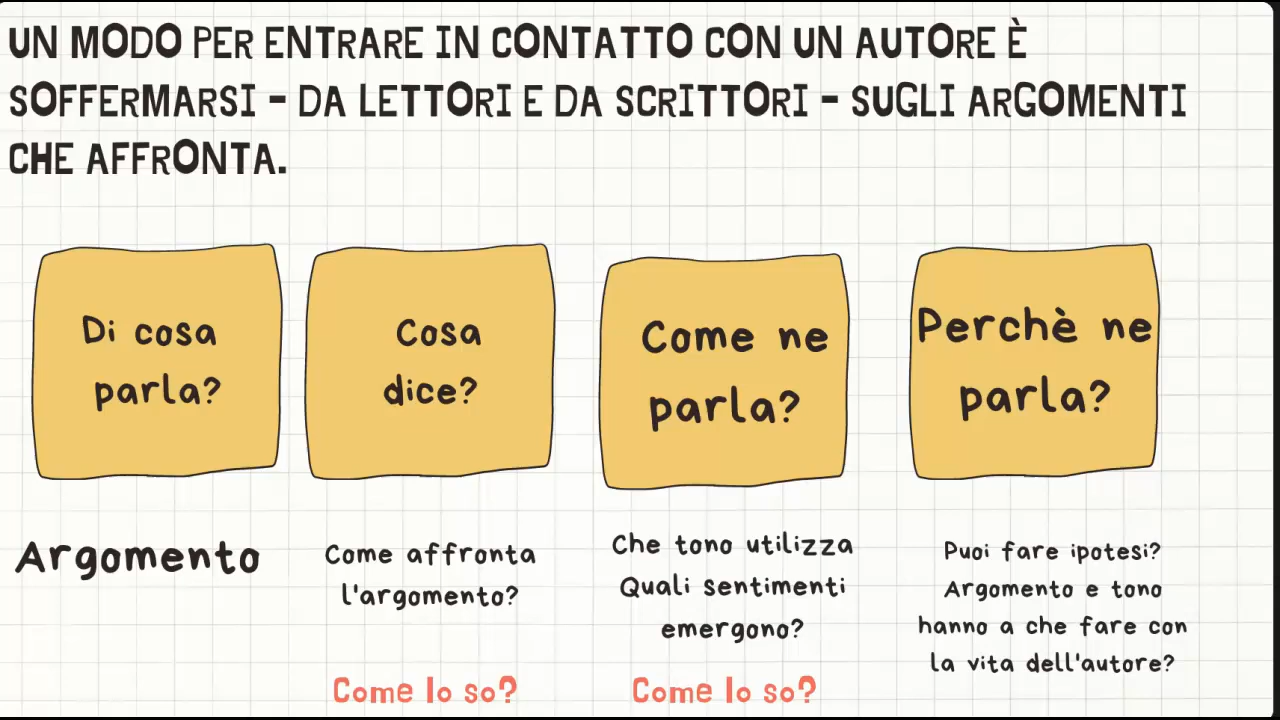 UN MODO PER ENTRARE IN CONTATTO CON UN AUTORE È
SOFFERMARSI - DA LETTORI E DA SCRITTORI - SUGLI ARGOMENTI
CHE AFFRONTA.
Di cosa
parla?
Cosa
dice?
Come ne
parla?
Perchè ne
parla?
Argomento
Come affronta
l'argomento?
Come lo so?
Che tono utilizza
Quali sentimenti
emergono?
Come lo so?
Puoi fare ipotesi?
Argomento e tono
hanno a che fare con
la vita dell'autore?